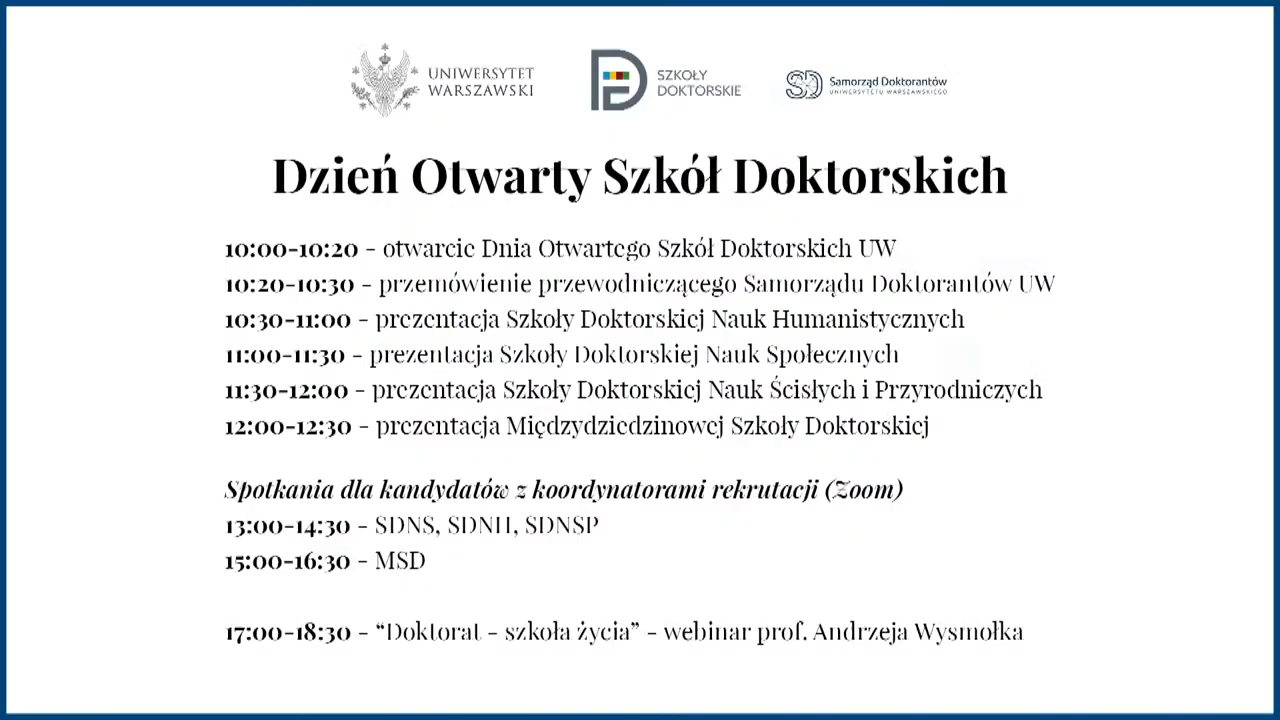 UNIWERSYTET
WARSZAWSKI
SZKOŁY
DOKTORSKIE
SD Samorząd Doktorantów
UNIWERSYTETU WARSZAWSKIEGO
Dzień Otwarty Szkół Doktorskich
10:00-10:20 - otwarcie Dnia Otwartego Szkół Doktorskich UW
10:20-10:30 - przemówienie przewodniczącego Samorządu Doktorantów UW
10:30-11:00 - prezentacja Szkoły Doktorskiej Nauk Humanistycznych
11:00-11:30 - prezentacja Szkoły Doktorskiej Nauk Społecznych
11:30-12:00 - prezentacja Szkoły Doktorskiej Nauk Ścisłych i Przyrodniczych
12:00-12:30 - prezentacja Międzydziedzinowej Szkoły Doktorskiej
Spotkania dla kandydatów z koordynatorami rekrutacji (Zoom)
13:00-14:30 - SDNS, SDNH, SDNSP
15:00-16:30 - MSD
17:00-18:30 - “Doktorat - szkoła życia” - webinar prof. Andrzeja Wysmołka